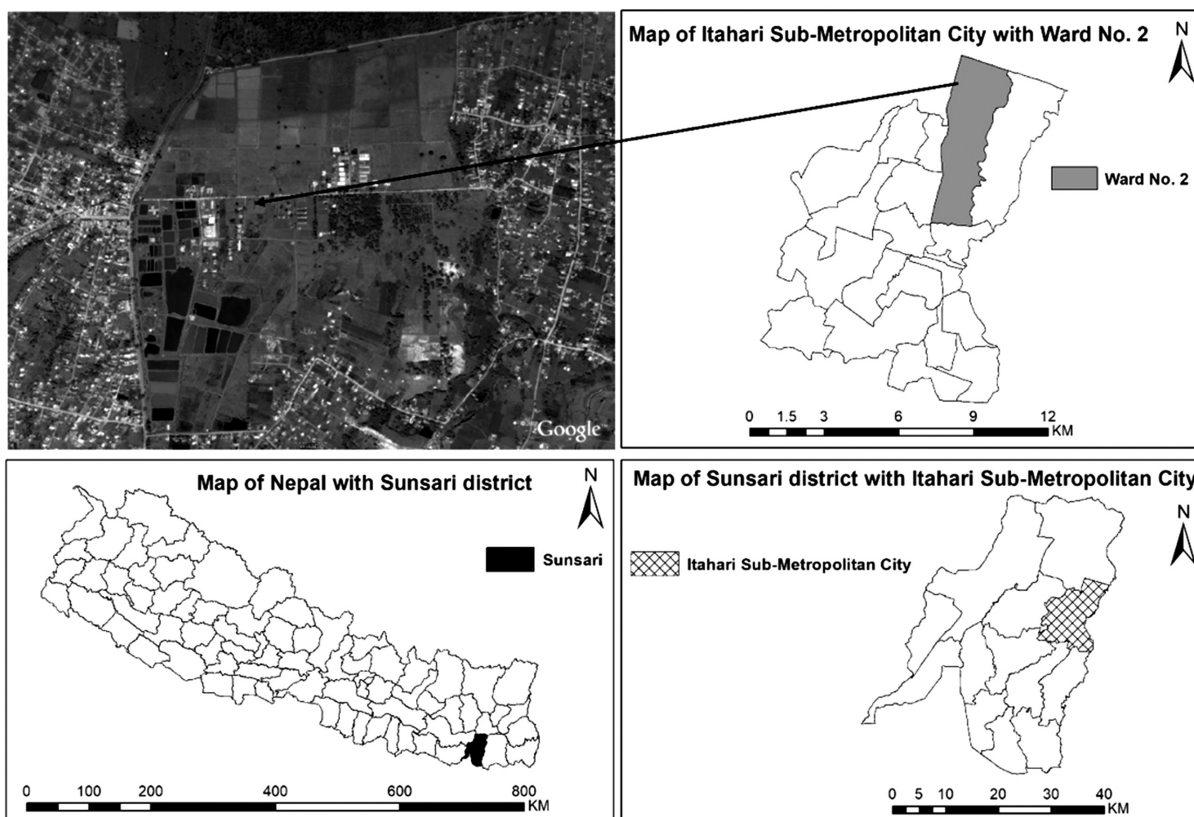 Google
Map of Itahari Sub-Metropolitan City with Ward No. 2
N
Ward No. 2
0 1.5 3 6 9 12
KM
Map of Nepal with Sunsari district
N
Sunsari
0 100 200 400 600 800
KM
Map of Sunsari district with Itahari Sub-Metropolitan City
N
Itahari Sub-Metropolitan City
0 5 10 20 30 40
KM